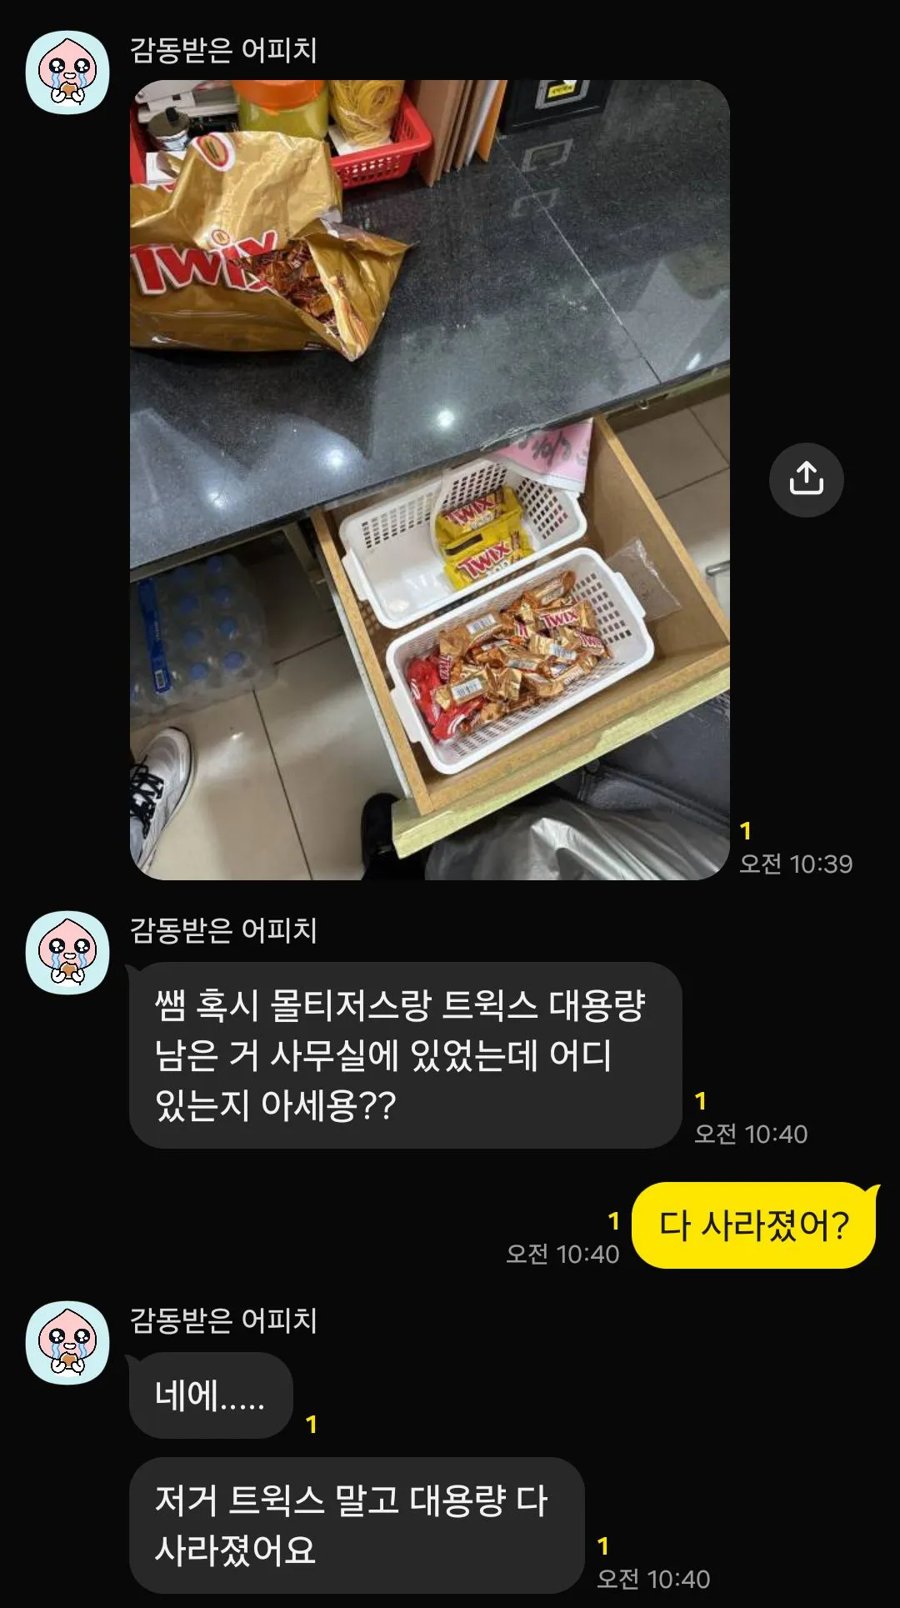 감동받은 어피치
TWIX
TWIX
TWIX
TWIX
TWIX
1
오전 10:39
감동받은 어피치
쌤 혹시 몰티저스랑 트윅스 대용량
남은 거 사무실에 있었는데 어디
있는지 아세용??
1
오전 10:40
다 사라졌어?
1
오전 10:40
감동받은 어피치
네에.....
1
저거 트윅스 말고 대용량 다
사라졌어요
1
오전 10:40